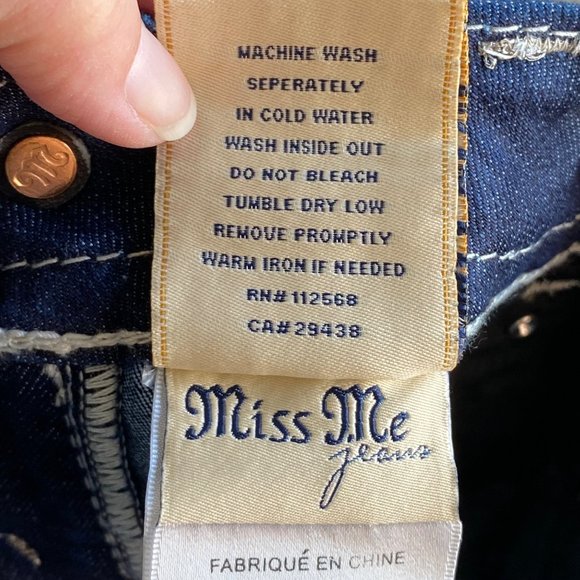 MACHINE WASH
SEPERATELY
IN COLD WATER
WASH INSIDE OUT
DO NOT BLEACH
TUMBLE DRY LOW
REMOVE PROMPTLY
WARM IRON IF NEEDED
RN# 112568
CA# 29438
Miss Me
jeans
FABRIQUÉ EN CHINE